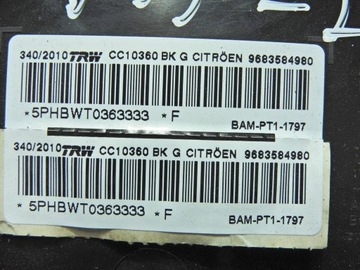 340/2010 TRW CC10360 BK G CITRÖEN 9683584980
*5PHBWT0363333 *F
BAM-PT1-1797
340/2010 TRW CC10360 BK G CITRÖEN 9683584980
* 5PHBWT0363333 *F
BAM-PT1-1797